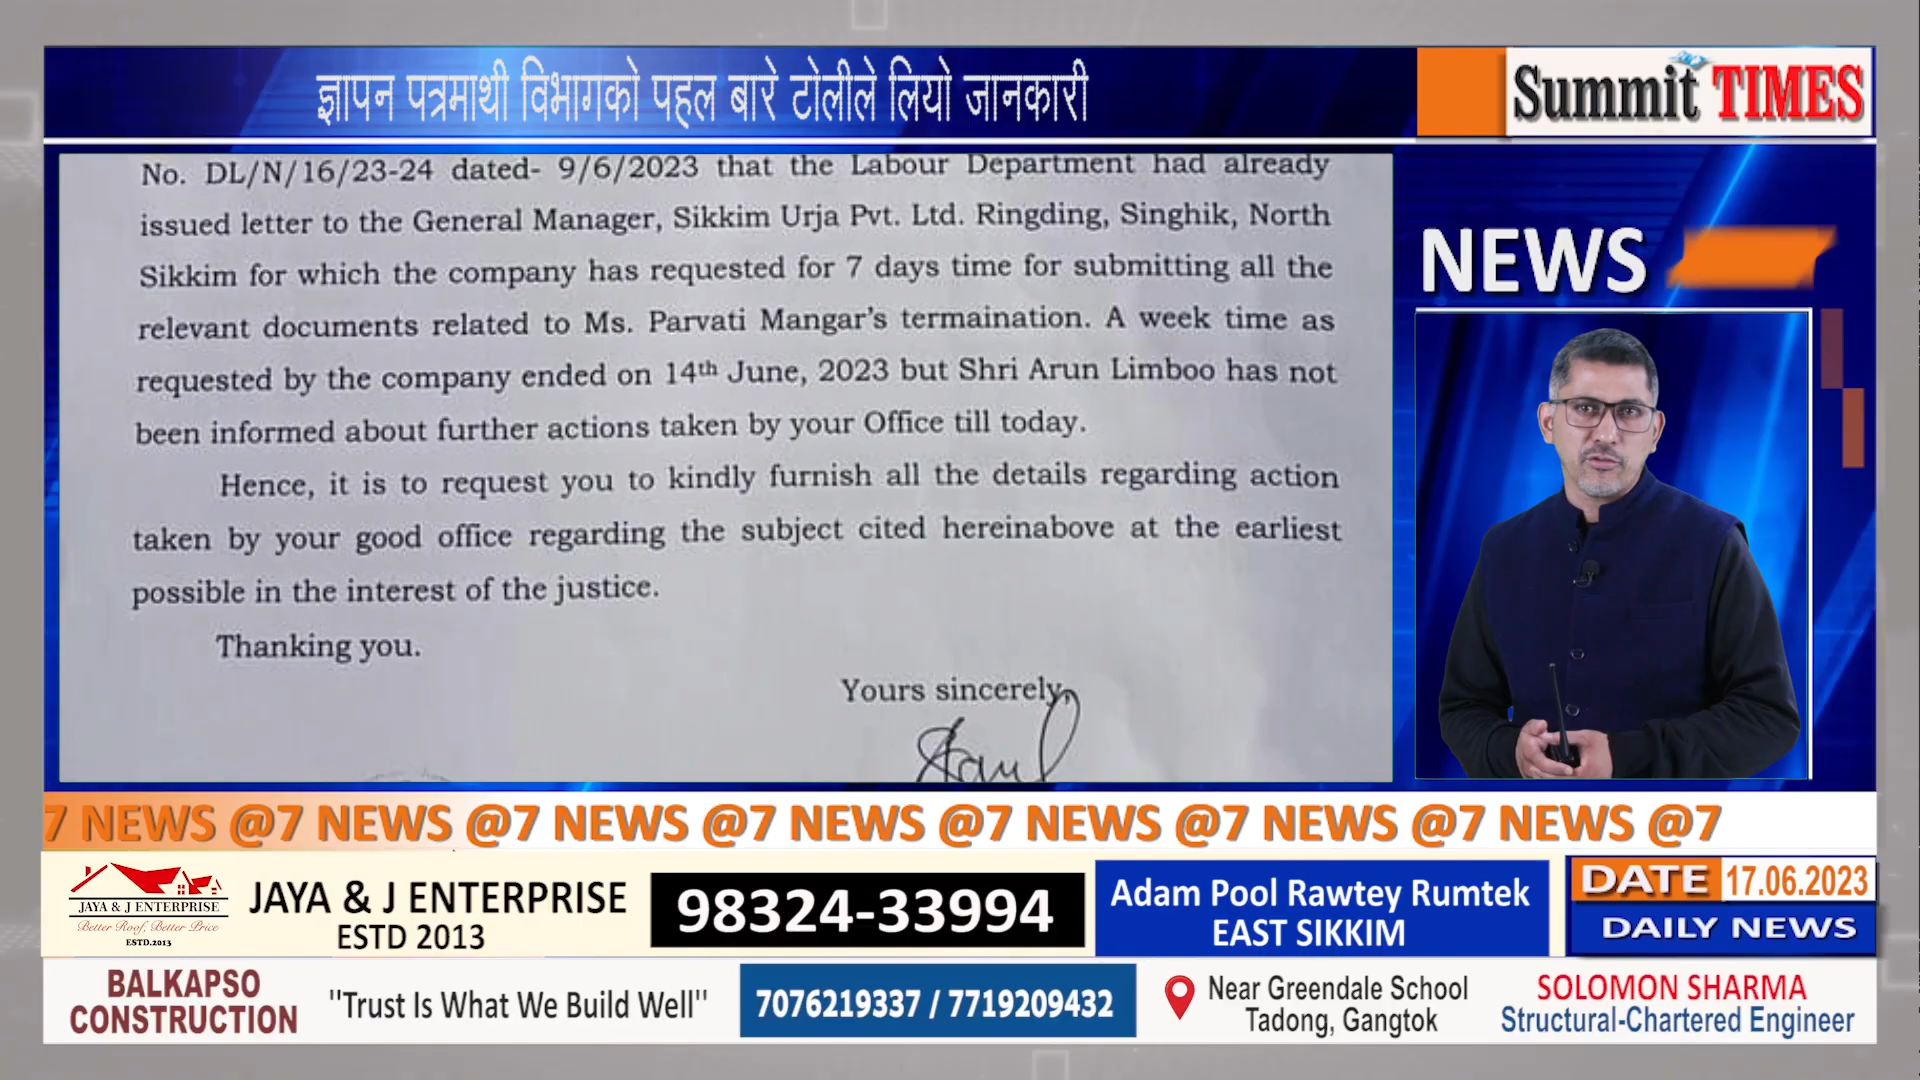 ज्ञापन पत्रमाथी विभागको पहल बारे टोलीले लियो जानकारी
Summit TIMES
No. DL/N/16/23-24 dated- 9/6/2023 that the Labour Department had already
issued letter to the General Manager, Sikkim Urja Pvt. Ltd. Ringding, Singhik, North
Sikkim for which the company has requested for 7 days time for submitting all the
relevant documents related to Ms. Parvati Mangar's termaination. A week time as
requested by the company ended on 14th June, 2023 but Shri Arun Limboo has not
been informed about further actions taken by your Office till today.
Hence, it is to request you to kindly furnish all the details regarding action
taken by your good office regarding the subject cited hereinabove at the earliest
possible in the interest of the justice.
Thanking you.
Yours sincerely,
NEWS
7 NEWS @7 NEWS @7 NEWS @7 NEWS @7 NEWS @7 NEWS @7 NEWS @7
JAYA & J ENTERPRISE
Better Roof, Better Price
ESTD.2013
JAYA & J ENTERPRISE
ESTD 2013
98324-33994
Adam Pool Rawtey Rumtek
EAST SIKKIM
DATE 17.06.2023
DAILY NEWS
BALKAPSO
CONSTRUCTION
"Trust Is What We Build Well"
7076219337 / 7719209432
Near Greendale School
Tadong, Gangtok
SOLOMON SHARMA
Structural-Chartered Engineer